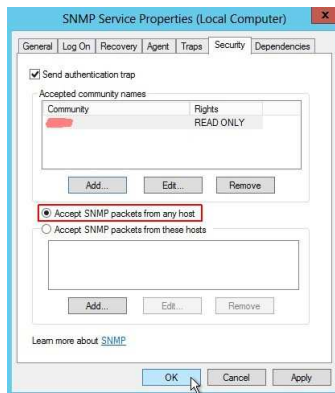 SNMP Service Properties (Local Computer)
x
General Log On Recovery Agent Traps Security Dependencies
Send authentication trap
Accepted community names
Community Rights
READ ONLY
Add... Edit... Remove
Accept SNMP packets from any host
Accept SNMP packets from these hosts
Add... Edit... Remove
Learn more about SNMP
OK Cancel Apply